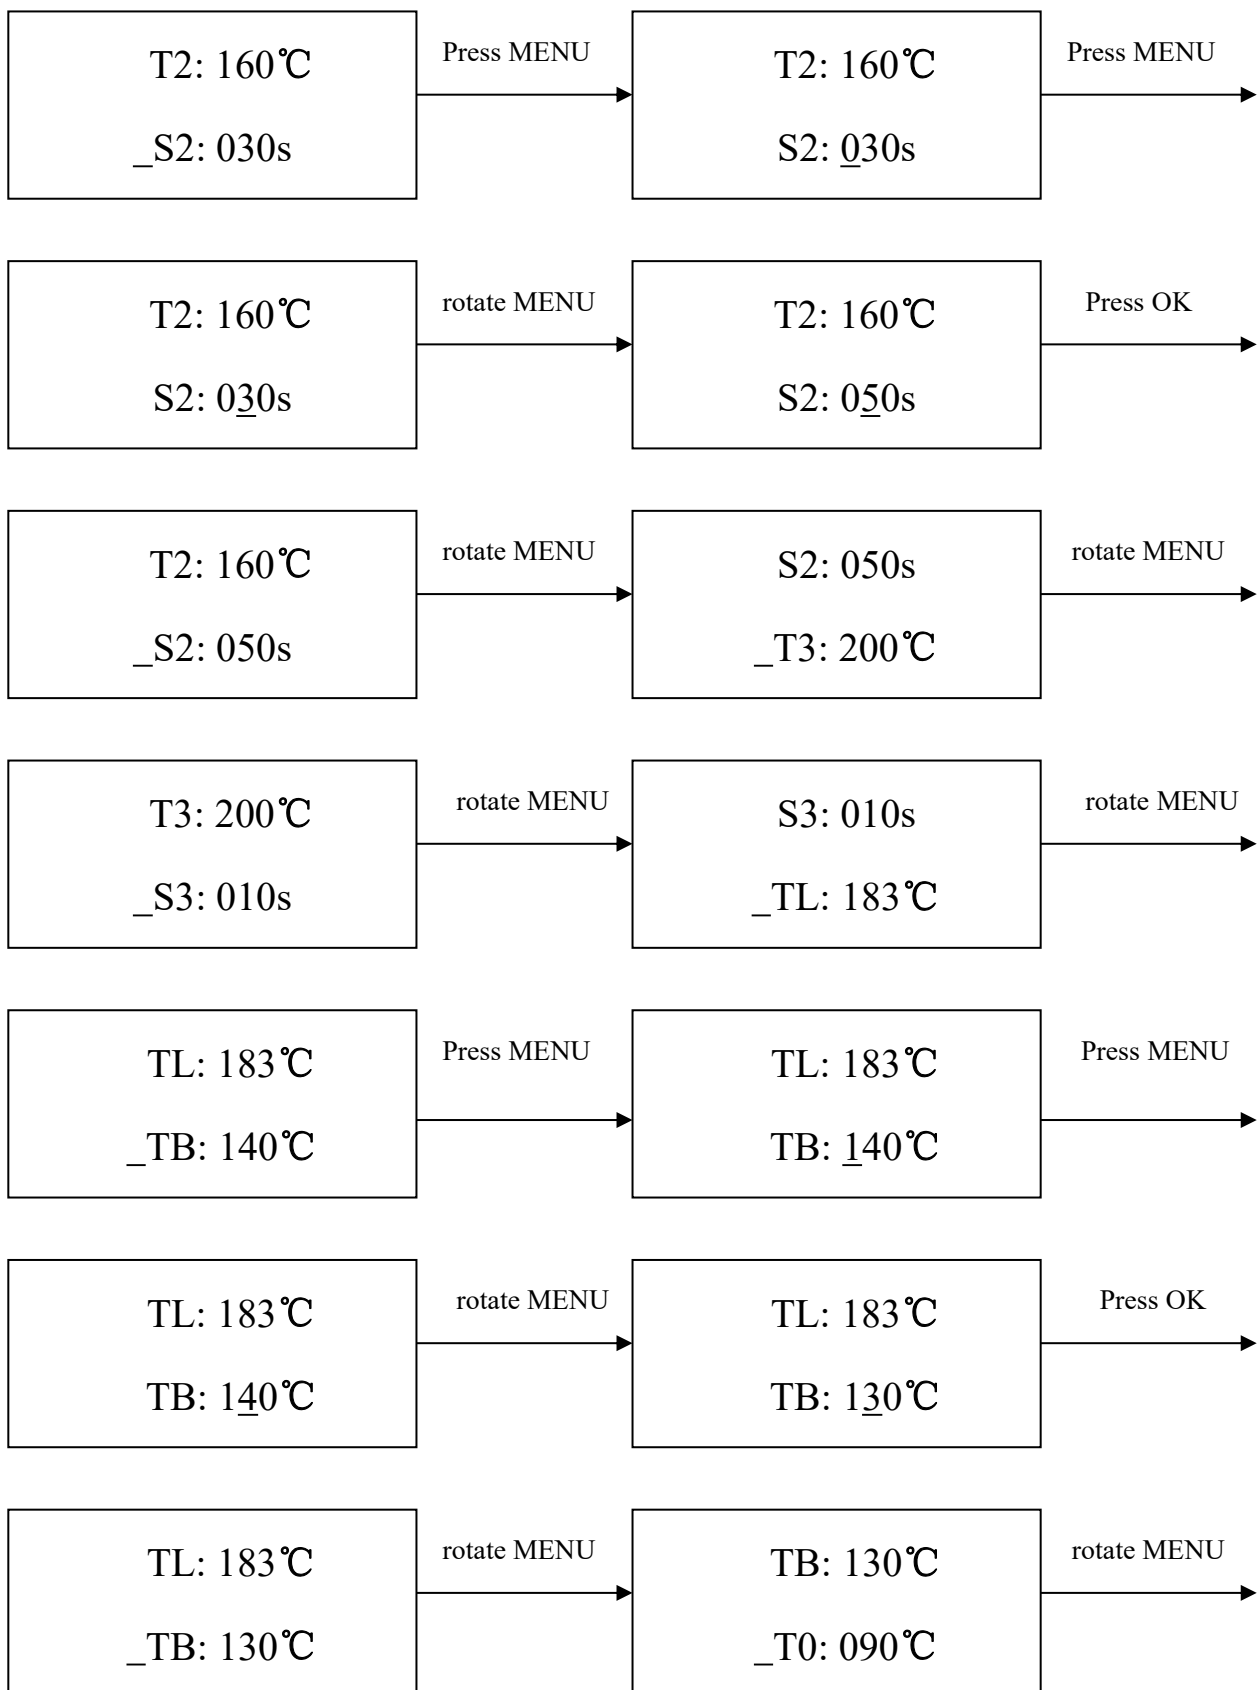 T2: 160℃
_S2: 030s
Press MENU
T2: 160℃
S2: 030s
Press MENU
T2: 160℃
S2: 030s
rotate MENU
T2: 160℃
S2: 050s
Press OK
T2: 160℃
_S2: 050s
rotate MENU
S2: 050s
_T3: 200℃
rotate MENU
T3: 200℃
_S3: 010s
rotate MENU
S3: 010s
_TL: 183℃
rotate MENU
TL: 183℃
_TB: 140℃
Press MENU
TL: 183℃
TB: 140℃
Press MENU
TL: 183℃
TB: 140℃
rotate MENU
TL: 183℃
TB: 130℃
Press OK
TL: 183℃
_TB: 130℃
rotate MENU
TB: 130℃
_T0: 090℃
rotate MENU